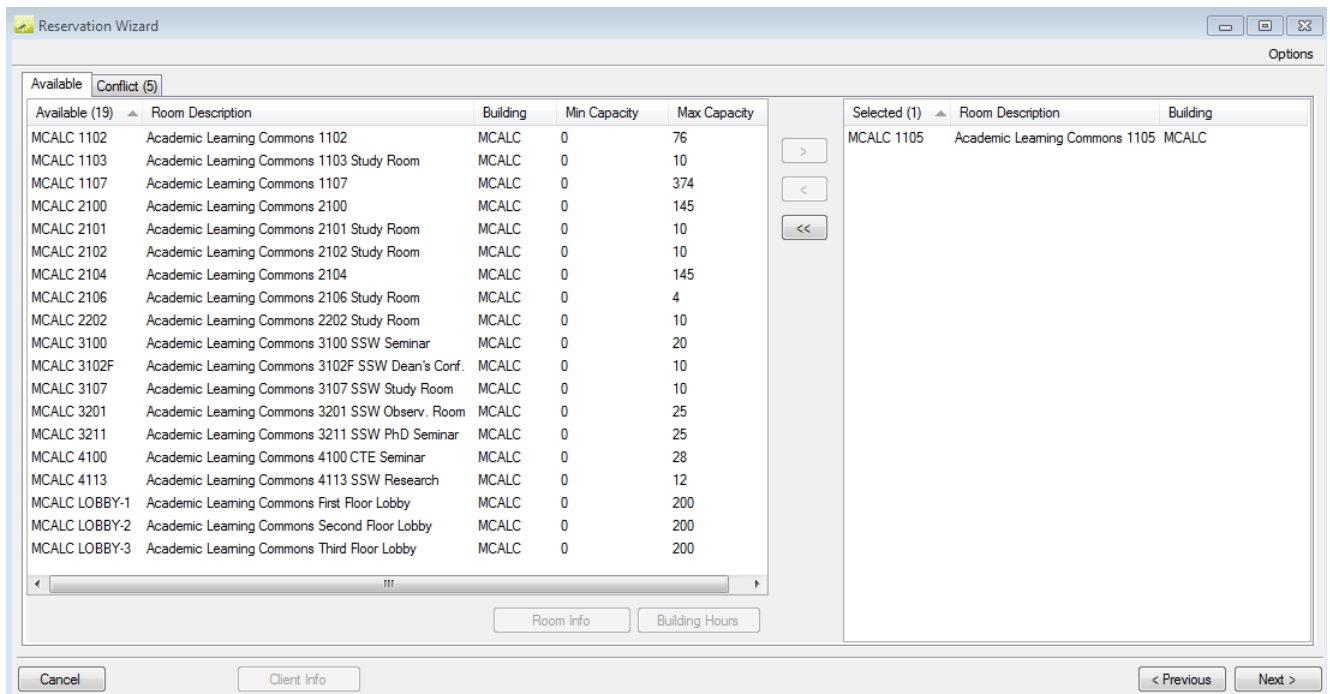 Reservation Wizard
Options
Available Conflict (5)
Available (19) Room Description Building Min Capacity Max Capacity
MCALC 1102 Academic Learning Commons 1102 MCALC 0 76
MCALC 1103 Academic Learning Commons 1103 Study Room MCALC 0 10
MCALC 1107 Academic Learning Commons 1107 MCALC 0 374
MCALC 2100 Academic Learning Commons 2100 MCALC 0 145
MCALC 2101 Academic Learning Commons 2101 Study Room MCALC 0 10
MCALC 2102 Academic Learning Commons 2102 Study Room MCALC 0 10
MCALC 2104 Academic Learning Commons 2104 MCALC 0 145
MCALC 2106 Academic Learning Commons 2106 Study Room MCALC 0 4
MCALC 2202 Academic Learning Commons 2202 Study Room MCALC 0 10
MCALC 3100 Academic Learning Commons 3100 SSW Seminar MCALC 0 20
MCALC 3102F Academic Learning Commons 3102F SSW Dean's Conf. MCALC 0 10
MCALC 3107 Academic Learning Commons 3107 SSW Study Room MCALC 0 10
MCALC 3201 Academic Learning Commons 3201 SSW Observ. Room MCALC 0 25
MCALC 3211 Academic Learning Commons 3211 SSW PhD Seminar MCALC 0 25
MCALC 4100 Academic Learning Commons 4100 CTE Seminar MCALC 0 28
MCALC 4113 Academic Learning Commons 4113 SSW Research MCALC 0 12
MCALC LOBBY-1 Academic Learning Commons First Floor Lobby MCALC 0 200
MCALC LOBBY-2 Academic Learning Commons Second Floor Lobby MCALC 0 200
MCALC LOBBY-3 Academic Learning Commons Third Floor Lobby MCALC 0 200
>
<
<<
Selected (1) Room Description Building
MCALC 1105 Academic Learning Commons 1105 MCALC
Room Info Building Hours
Cancel Client Info < Previous Next >